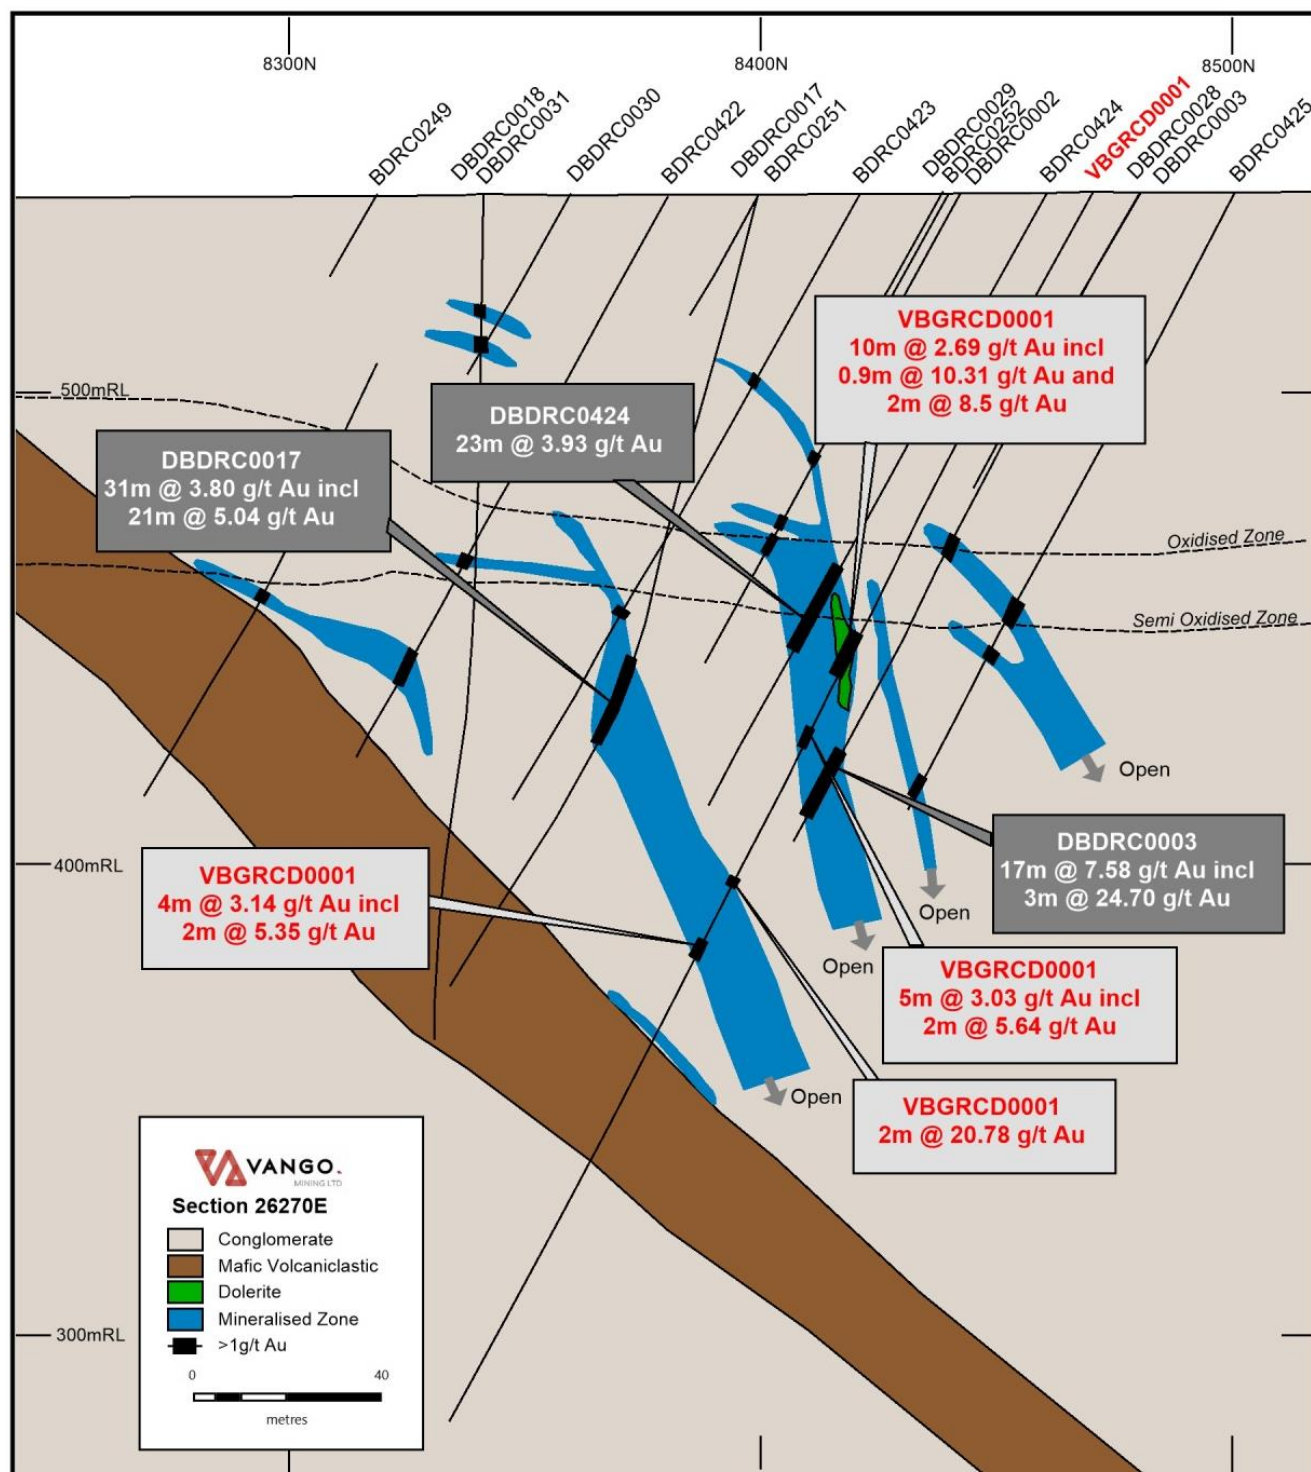 8300N
8400N
8500N
BDRC0249
DBDRC0018
DBDRC0031
DBDRC0030
BDRC0422
DBDRC0017
BDRC0251
BDRC0423
DBDRC0029
BDRC0252
DBDRC0002
BDRC0424
VBGRCD0001
DBDRC0028
DBDRC0003
BDRC0425
VBGRCD0001
10m @ 2.69 g/t Au incl
0.9m @ 10.31 g/t Au and
2m @ 8.5 g/t Au
500mRL
DBDRC0424
23m @ 3.93 g/t Au
DBDRC0017
31m @ 3.80 g/t Au incl
21m @ 5.04 g/t Au
Oxidised Zone
Semi Oxidised Zone
Open
DBDRC0003
17m @ 7.58 g/t Au incl
3m @ 24.70 g/t Au
400mRL
VBGRCD0001
4m @ 3.14 g/t Au incl
2m @ 5.35 g/t Au
Open
Open
VBGRCD0001
5m @ 3.03 g/t Au incl
2m @ 5.64 g/t Au
Open
VBGRCD0001
2m @ 20.78 g/t Au
VANGO.
MINING LTD
Section 26270E
Conglomerate
Mafic Volcaniclastic
Dolerite
Mineralised Zone
>1g/t Au
0 40
metres
300mRL